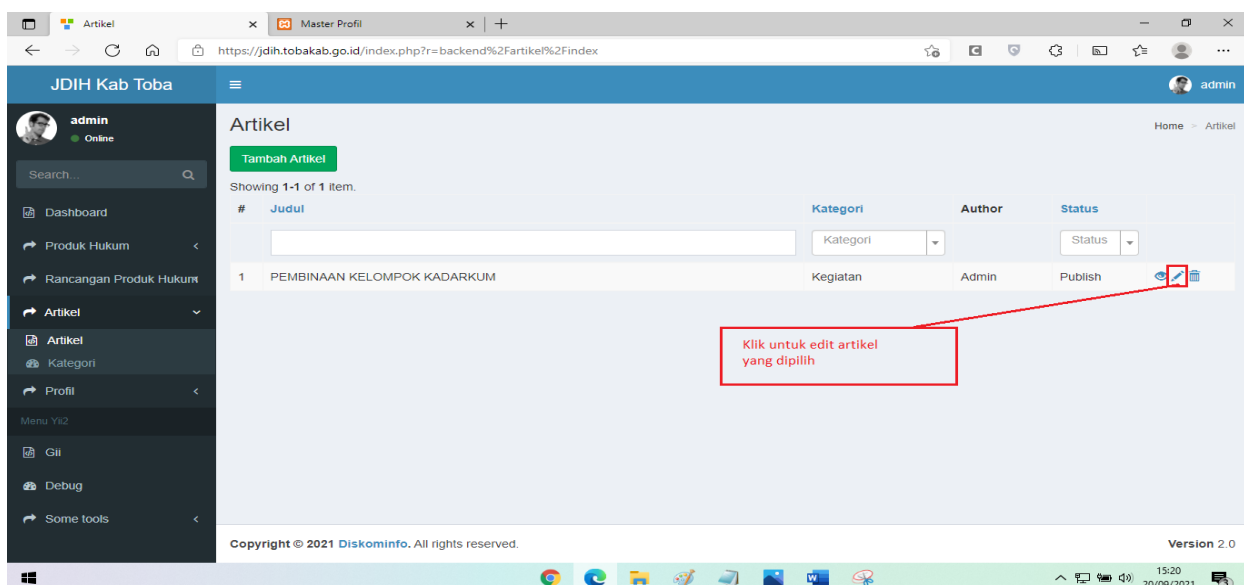 Artikel
Master Profil
https://jdih.tobakab.go.id/index.php?r=backend%2Fartikel%2Findex
JDIH Kab Toba
admin
admin
Online
Artikel
Home > Artikel
Tambah Artikel
Search...
Showing 1-1 of 1 item.
# Judul Kategori Author Status
Kategori Status
1 PEMBINAAN KELOMPOK KADARKUM Kegiatan Admin Publish
Dashboard
Produk Hukum
Rancangan Produk Hukum
Artikel
Artikel
Kategori
Profil
Menu Yii2
Gii
Debug
Some tools
Klik untuk edit artikel
yang dipilih
Copyright © 2021 Diskominfo. All rights reserved.
Version 2.0
15:20
20/09/2021